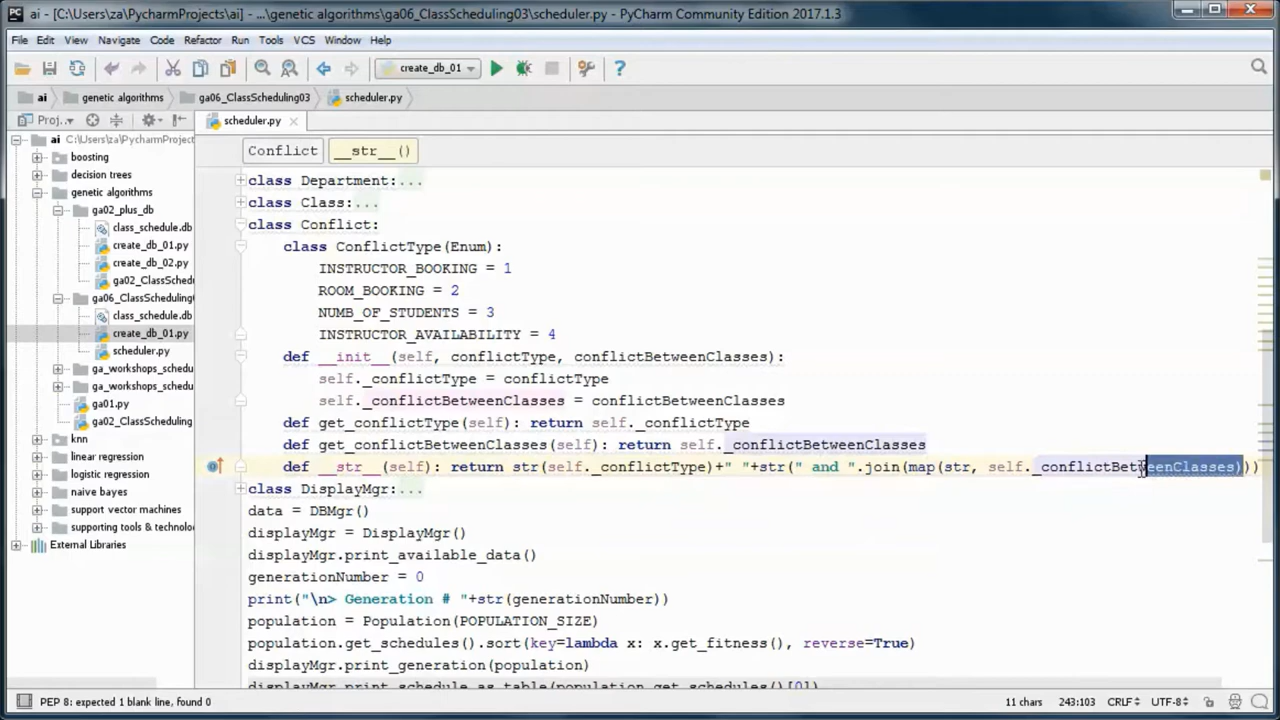 PC ai - [C:\Users\za\PycharmProjects\ai] - ...\genetic algorithms\ga06_ClassScheduling03\scheduler.py - PyCharm Community Edition 2017.1.3
File Edit View Navigate Code Refactor Run Tools VCS Window Help
create_db_01
ai genetic algorithms ga06_ClassScheduling03 scheduler.py
Proj... scheduler.py
ai C:\Users\za\PycharmProject
boosting
decision trees
genetic algorithms
ga02_plus_db
class_schedule.db
create_db_01.py
create_db_02.py
ga02_ClassSchedu
ga06_ClassScheduling0
class_schedule.db
create_db_01.py
scheduler.py
ga_workshops_schedu
ga_workshops_schedu
ga01.py
ga02_ClassScheduling
knn
linear regression
logistic regression
naive bayes
support vector machines
supporting tools & technolo
External Libraries
Conflict __str__()
class Department:...
class Class:...
class Conflict:
class ConflictType(Enum):
INSTRUCTOR_BOOKING = 1
ROOM_BOOKING = 2
NUMB_OF_STUDENTS = 3
INSTRUCTOR_AVAILABILITY = 4
def __init__(self, conflictType, conflictBetweenClasses):
self._conflictType = conflictType
self._conflictBetweenClasses = conflictBetweenClasses
def get_conflictType(self): return self._conflictType
def get_conflictBetweenClasses(self): return self._conflictBetweenClasses
def __str__(self): return str(self._conflictType)+" "+str(" and ".join(map(str, self._conflictBetweenClasses)))
class DisplayMgr:...
data = DBMgr()
displayMgr = DisplayMgr()
displayMgr.print_available_data()
generationNumber = 0
print("\n> Generation # "+str(generationNumber))
population = Population(POPULATION_SIZE)
population.get_schedules().sort(key=lambda x: x.get_fitness(), reverse=True)
displayMgr.print_generation(population)
displayMgr.print_schedule_as_table(population.get_schedules()[0])
PEP 8: expected 1 blank line, found 0 11 chars 243:103 CRLF UTF-8